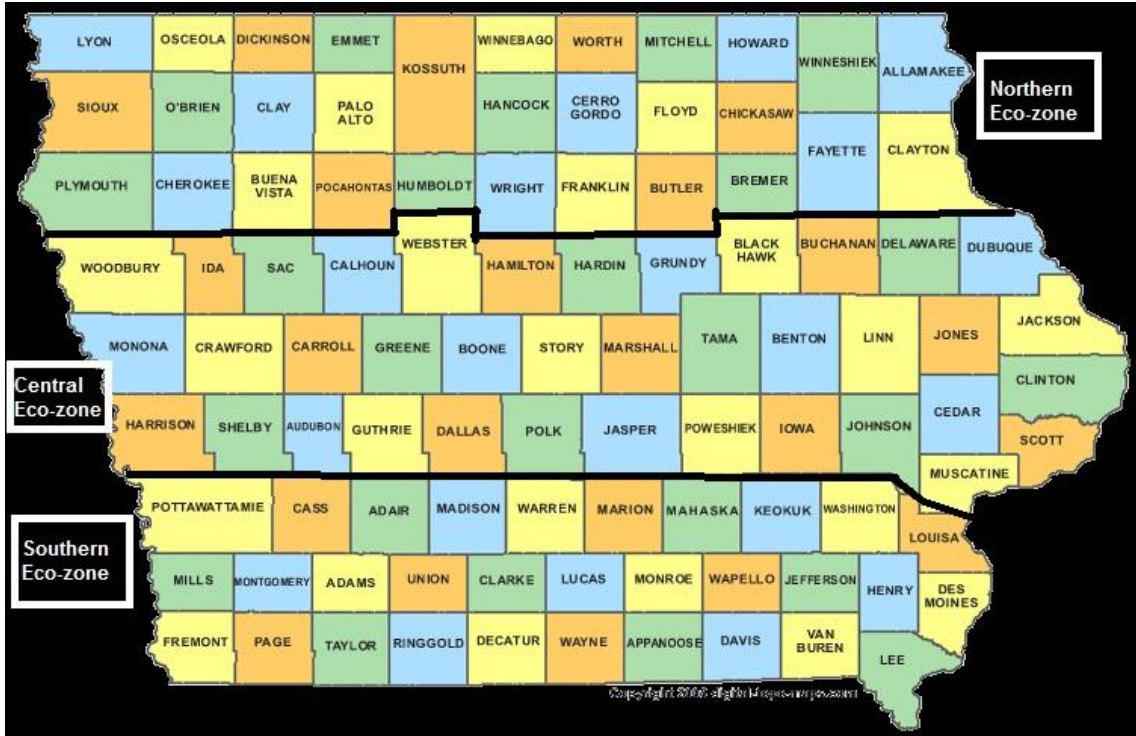 LYON
OSCEOLA
DICKINSON
EMMET
KOSSUTH
WINNEBAGO
WORTH
MITCHELL
HOWARD
WINNESHIEK
ALLAMAKEE
Northern
Eco-zone
SIOUX
O'BRIEN
CLAY
PALO
ALTO
HANCOCK
CERRO
GORDO
FLOYD
CHICKASAW
FAYETTE
CLAYTON
PLYMOUTH
CHEROKEE
BUENA
VISTA
POCAHONTAS
HUMBOLDT
WRIGHT
FRANKLIN
BUTLER
BREMER
WOODBURY
IDA
SAC
CALHOUN
WEBSTER
HAMILTON
HARDIN
GRUNDY
BLACK
HAWK
BUCHANAN
DELAWARE
DUBUQUE
MONONA
CRAWFORD
CARROLL
GREENE
BOONE
STORY
MARSHALL
TAMA
BENTON
LINN
JONES
JACKSON
Central
Eco-zone
HARRISON
SHELBY
AUDUBON
GUTHRIE
DALLAS
POLK
JASPER
POWESHIEK
IOWA
JOHNSON
CEDAR
CLINTON
SCOTT
MUSCATINE
Southern
Eco-zone
POTTAWATTAMIE
CASS
ADAIR
MADISON
WARREN
MARION
MAHASKA
KEOKUK
WASHINGTON
LOUISA
MILLS
MONTGOMERY
ADAMS
UNION
CLARKE
LUCAS
MONROE
WAPELLO
JEFFERSON
HENRY
DES
MOINES
FREMONT
PAGE
TAYLOR
RINGGOLD
DECATUR
WAYNE
APPANOOSE
DAVIS
VAN
BUREN
LEE
Copyright